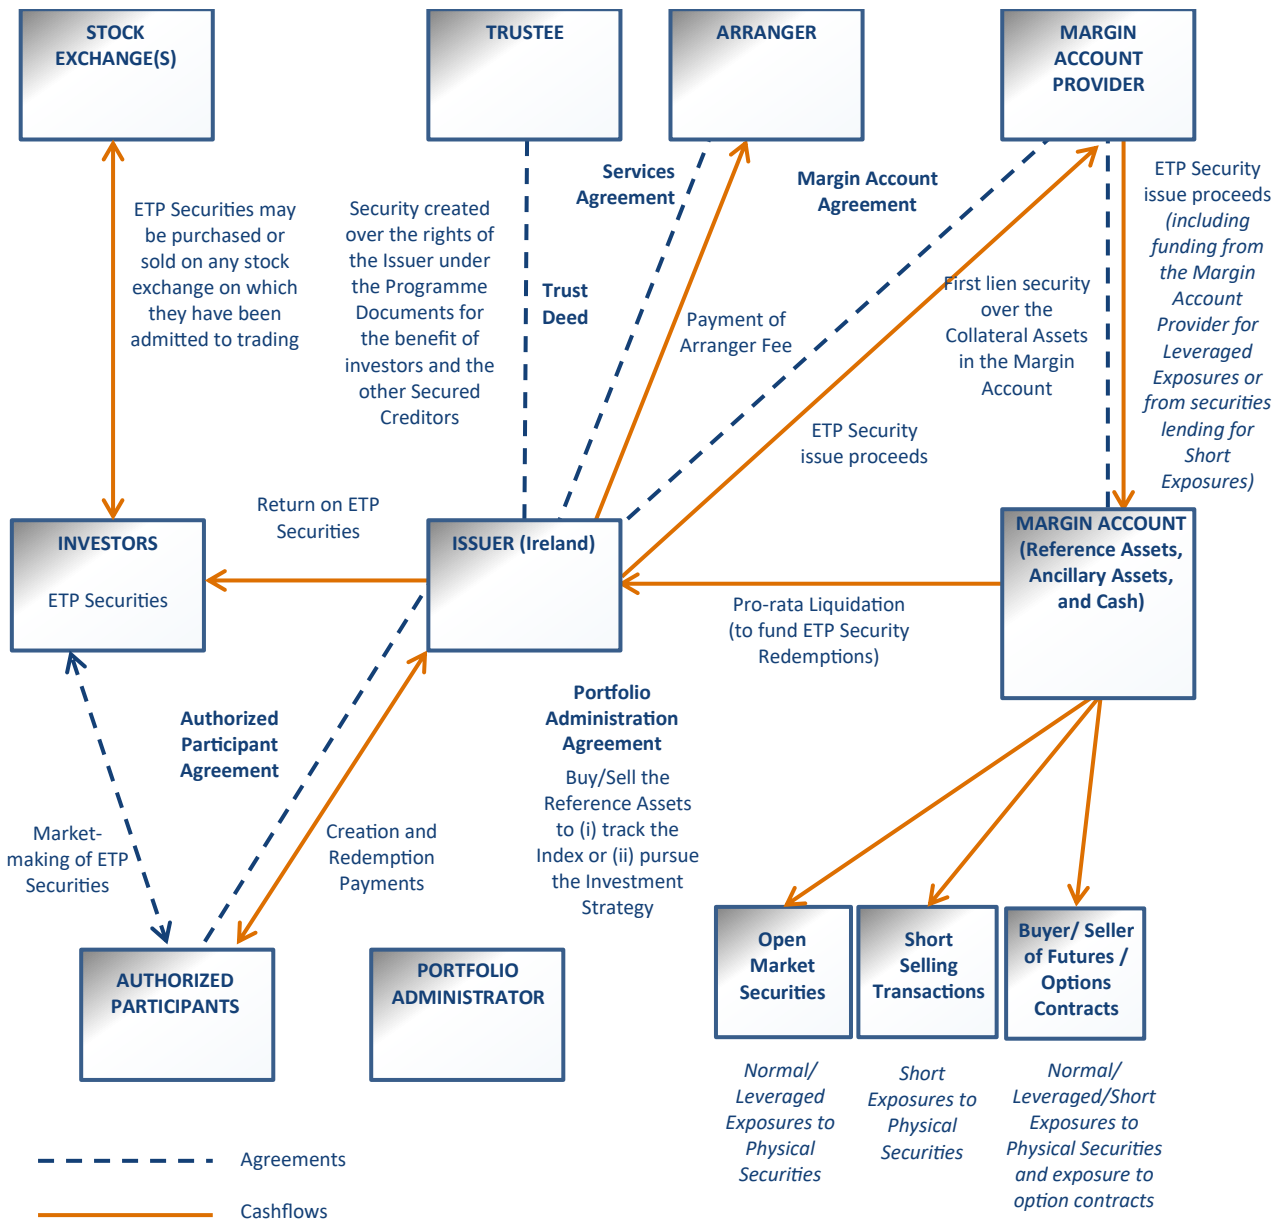 STOCK
EXCHANGE(S)
TRUSTEE
ARRANGER
MARGIN
ACCOUNT
PROVIDER
ETP Securities may
be purchased or
sold on any stock
exchange on which
they have been
admitted to trading
Security created
over the rights of
the Issuer under
the Programme
Documents for
the benefit of
investors and the
other Secured
Creditors
Trust
Deed
Services
Agreement
Payment of
Arranger Fee
Margin Account
Agreement
First lien security
over the
Collateral Assets
in the Margin
Account
ETP Security
issue proceeds
(including
funding from
the Margin
Account
Provider for
Leveraged
Exposures or
from securities
lending for
Short
Exposures)
ETP Security
issue proceeds
Return on ETP
Securities
INVESTORS
ETP Securities
ISSUER (Ireland)
MARGIN ACCOUNT
(Reference Assets,
Ancillary Assets,
and Cash)
Pro-rata Liquidation
(to fund ETP Security
Redemptions)
Authorized
Participant
Agreement
Portfolio
Administration
Agreement
Buy/Sell the
Reference Assets
to (i) track the
Index or (ii) pursue
the Investment
Strategy
Market-
making of ETP
Securities
Creation and
Redemption
Payments
AUTHORIZED
PARTICIPANTS
PORTFOLIO
ADMINISTRATOR
Open
Market
Securities
Short
Selling
Transactions
Buyer/ Seller
of Futures /
Options
Contracts
Normal/
Leveraged
Exposures to
Physical
Securities
Short
Exposures to
Physical
Securities
Normal/
Leveraged/Short
Exposures to
Physical Securities
and exposure to
option contracts
Agreements
Cashflows